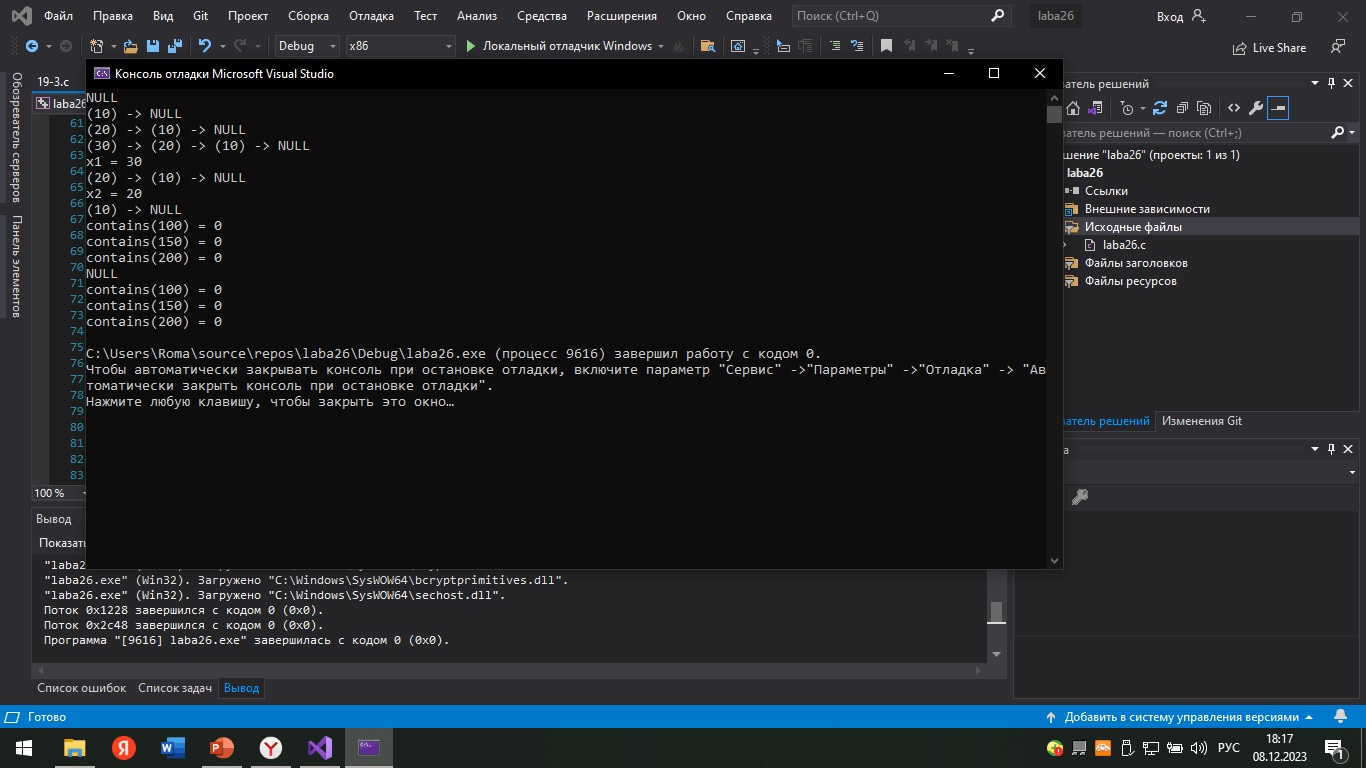 Файл Правка Вид Git Проект Сборка Отладка Тест Анализ Средства Расширения Окно Справка Поиск (Ctrl+Q) laba26 Вход
Debug x86 Локальный отладчик Windows Live Share
Обозреватель серверов
Панель элементов
19-3.c
laba26
Консоль отладки Microsoft Visual Studio
NULL
(10) -> NULL
(20) -> (10) -> NULL
(30) -> (20) -> (10) -> NULL
x1 = 30
(20) -> (10) -> NULL
x2 = 20
(10) -> NULL
contains(100) = 0
contains(150) = 0
contains(200) = 0
NULL
contains(100) = 0
contains(150) = 0
contains(200) = 0
C:\Users\Roma\source\repos\laba26\Debug\laba26.exe (процесс 9616) завершил работу с кодом 0.
Чтобы автоматически закрывать консоль при остановке отладки, включите параметр "Сервис" ->"Параметры" ->"Отладка" -> "Ав
томатически закрыть консоль при остановке отладки".
Нажмите любую клавишу, чтобы закрыть это окно…
61
62
63
64
65
66
67
68
69
70
71
72
73
74
75
76
77
78
79
80
81
82
83
100 %
решений
решений — поиск (Ctrl+;)
"laba26" (проекты: 1 из 1)
laba26
Ссылки
Внешние зависимости
Исходные файлы
laba26.c
Файлы заголовков
Файлы ресурсов
решений Изменения Git
Вывод
"laba26.exe" (Win32). Загружено "C:\Windows\SysWOW64\bcryptprimitives.dll".
"laba26.exe" (Win32). Загружено "C:\Windows\SysWOW64\sechost.dll".
Поток 0x1228 завершился с кодом 0 (0x0).
Поток 0x2c48 завершился с кодом 0 (0x0).
Программа "[9616] laba26.exe" завершилась с кодом 0 (0x0).
Список ошибок Список задач Вывод
Готово Добавить в систему управления версиями
РУС 18:17
08.12.2023 1